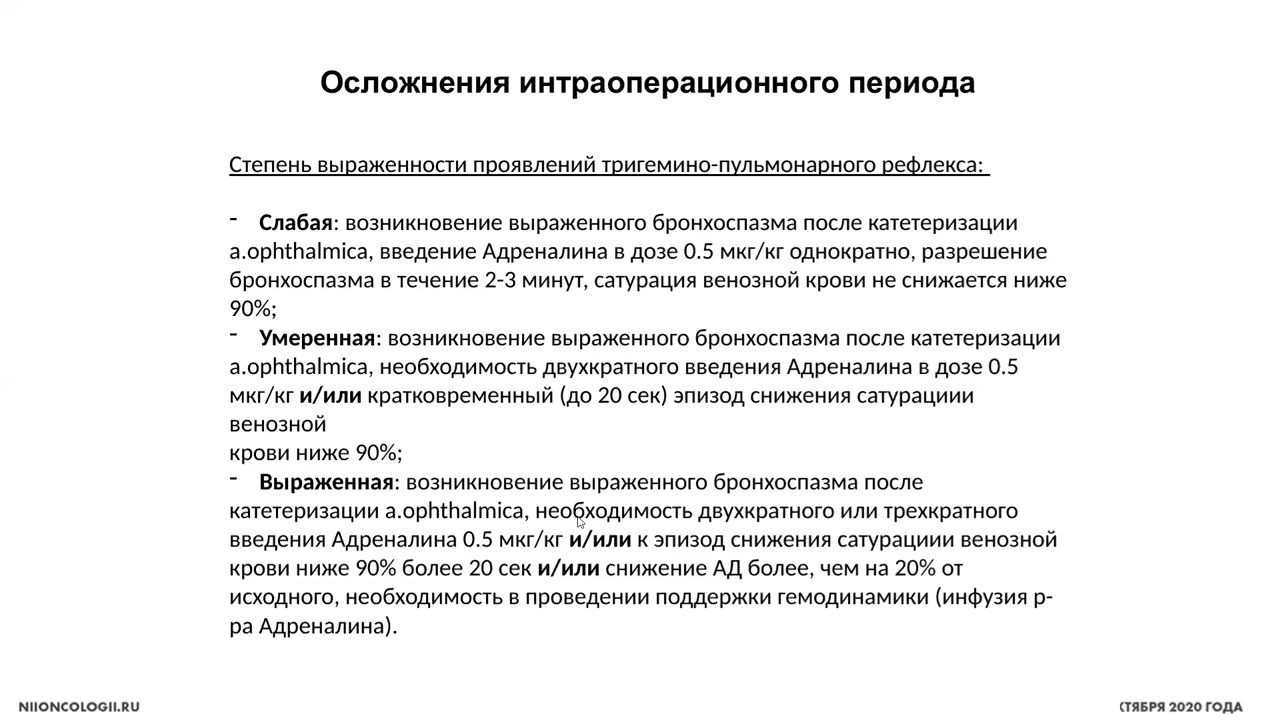 Осложнения интраоперационного периода
Степень выраженности проявлений тригемино-пульмонарного рефлекса:
- Слабая: возникновение выраженного бронхоспазма после катетеризации
a.ophthalmica, введение Адреналина в дозе 0.5 мкг/кг однократно, разрешение
бронхоспазма в течение 2-3 минут, сатурация венозной крови не снижается ниже
90%;
- Умеренная: возникновение выраженного бронхоспазма после катетеризации
a.ophthalmica, необходимость двухкратного введения Адреналина в дозе 0.5
мкг/кг и/или кратковременный (до 20 сек) эпизод снижения сатурациии
венозной
крови ниже 90%;
- Выраженная: возникновение выраженного бронхоспазма после
катетеризации a.ophthalmica, необходимость двухкратного или трехкратного
введения Адреналина 0.5 мкг/кг и/или к эпизод снижения сатурациии венозной
крови ниже 90% более 20 сек и/или снижение АД более, чем на 20% от
исходного, необходимость в проведении поддержки гемодинамики (инфузия р-
ра Адреналина).
NIIONCOLOGII.RU
КТЯБРЯ 2020 ГОДА